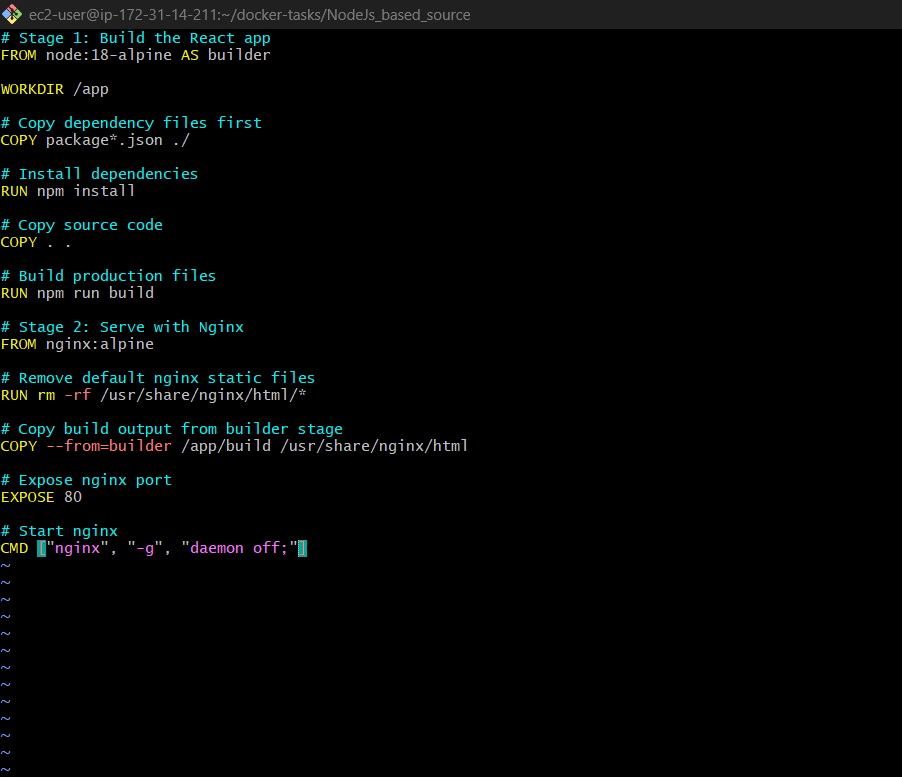 ec2-user@ip-172-31-14-211:~/docker-tasks/NodeJs_based_source
# Stage 1: Build the React app
FROM node:18-alpine AS builder
WORKDIR /app
# Copy dependency files first
COPY package*.json ./
# Install dependencies
RUN npm install
# Copy source code
COPY . .
# Build production files
RUN npm run build
# Stage 2: Serve with Nginx
FROM nginx:alpine
# Remove default nginx static files
RUN rm -rf /usr/share/nginx/html/*
# Copy build output from builder stage
COPY --from=builder /app/build /usr/share/nginx/html
# Expose nginx port
EXPOSE 80
# Start nginx
CMD ["nginx", "-g", "daemon off;"]
~
~
~
~
~
~
~
~
~
~
~
~
~